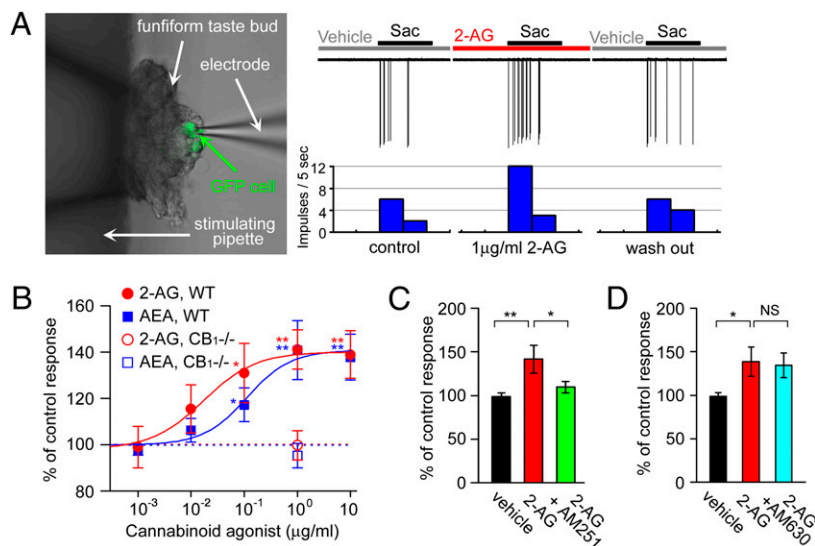 A
funfiform taste bud
electrode
GFP cell
stimulating
pipette
Vehicle Sac 2-AG Sac Vehicle Sac
Impulses / 5 sec
12
8
4
0
control 1μg/ml 2-AG wash out
B
2-AG, WT
AEA, WT
2-AG, CB1-/-
AEA, CB1-/-
% of control response
160
140
120
100
80
* * ** ** ** **
10-3 10-2 10-1 100 10
Cannabinoid agonist (μg/ml)
C
% of control response
200
150
100
50
0
** *
vehicle
2-AG
2-AG
+ AM251
D
% of control response
200
150
100
50
0
* NS
vehicle
2-AG
2-AG
+AM630